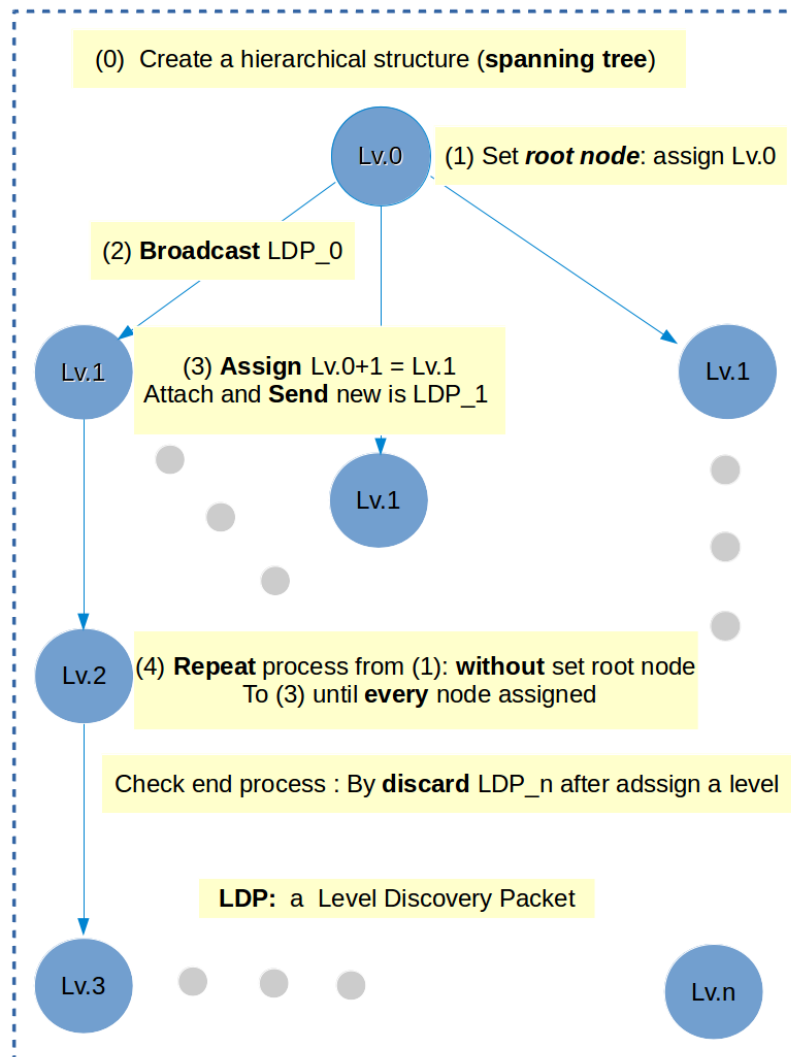 (0) Create a hierarchical structure (spanning tree)
Lv.0
(1) Set root node: assign Lv.0
(2) Broadcast LDP_0
Lv.1
(3) Assign Lv.0+1 = Lv.1
Attach and Send new is LDP_1
Lv.1
Lv.1
Lv.2
(4) Repeat process from (1): without set root node
To (3) until every node assigned
Check end process : By discard LDP_n after adssign a level
LDP: a Level Discovery Packet
Lv.3
Lv.n